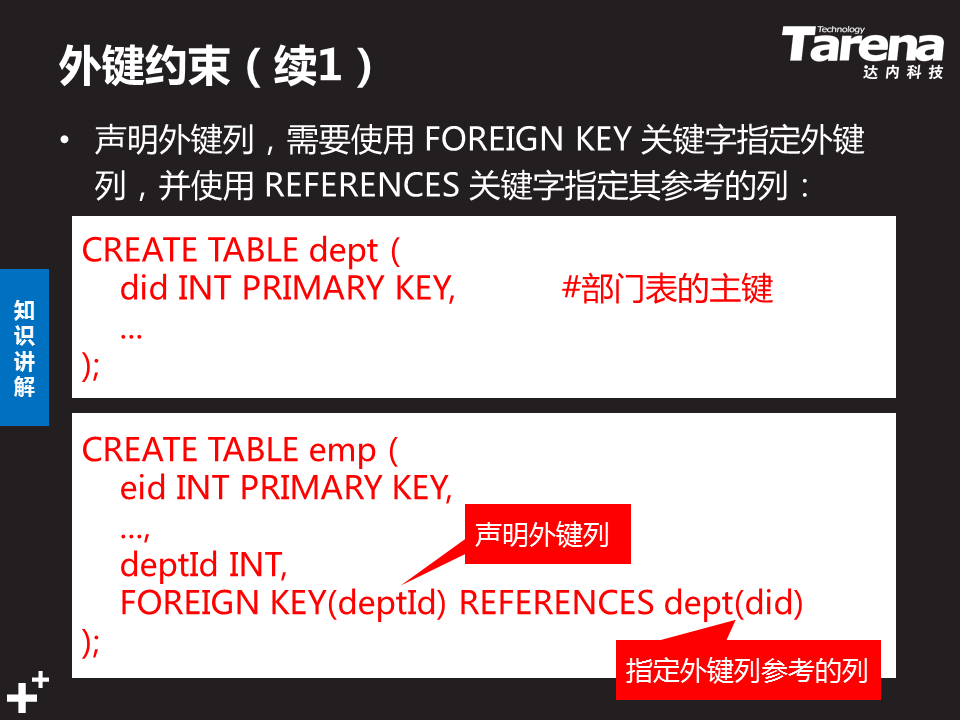 外键约束（续1）
Technology
Tarena
达内科技
• 声明外键列，需要使用 FOREIGN KEY 关键字指定外键
列，并使用 REFERENCES 关键字指定其参考的列：
CREATE TABLE dept (
did INT PRIMARY KEY, #部门表的主键
...
);
知识讲解
CREATE TABLE emp (
eid INT PRIMARY KEY,
...,
声明外键列
deptId INT,
FOREIGN KEY(deptId) REFERENCES dept(did)
);
指定外键列参考的列